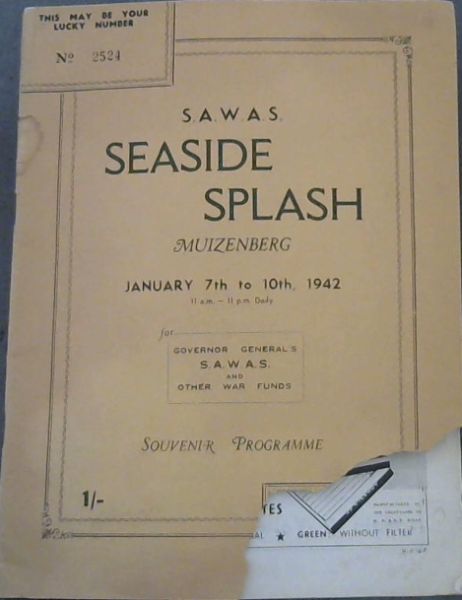 THIS MAY BE YOUR
LUCKY NUMBER
No 2524
S.A.W.A.S.
SEASIDE
SPLASH
MUIZENBERG
JANUARY 7th to 10th, 1942
11 a.m. – 11 p.m. Daily
for
GOVERNOR GENERAL'S
S.A.W.A.S.
AND
OTHER WAR FUNDS
SOUVENIR PROGRAMME
1/-
★ GREEN WITHOUT FILTER